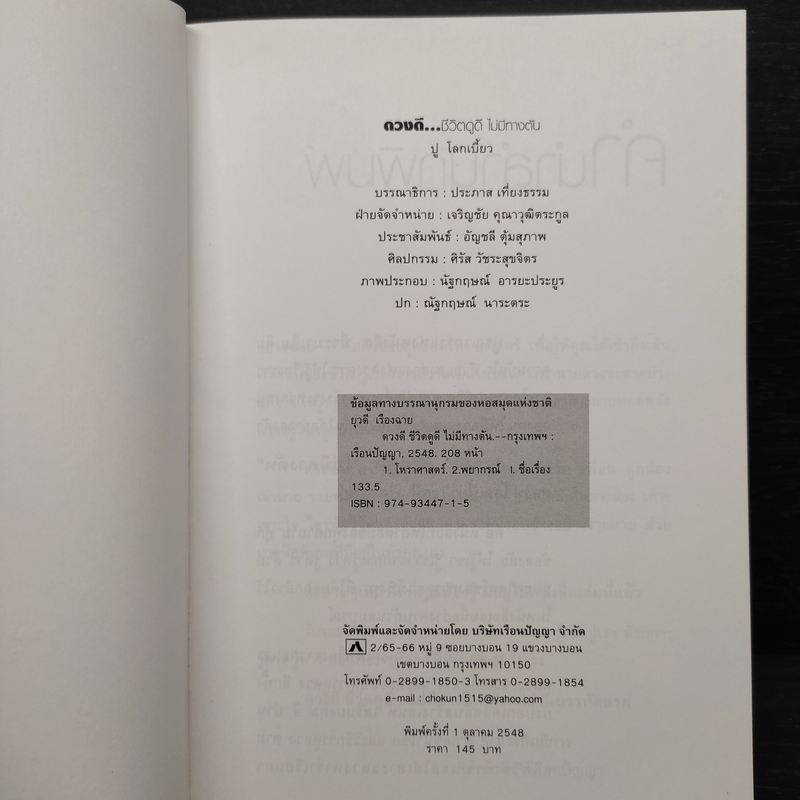 ดวงดี...ชีวิตดูดี ไม่มีทางตัน
ปู โลกเบี้ยว
บรรณาธิการ : ประภาส เที่ยงธรรม
ฝ่ายจัดจำหน่าย : เจริญชัย คุณาวุฒิตระกูล
ประชาสัมพันธ์ : อัญชลี ตุ้มสุภาพ
ศิลปกรรม : ศิรัส วัชระสุขจิตร
ภาพประกอบ : นัฐกฤษณ์ อารยะประยูร
ปก : ณัฐกฤษณ์ นาระตระ
ข้อมูลทางบรรณานุกรมของหอสมุดแห่งชาติ
ยุวดี เรืองฉาย
ดวงดี ชีวิตดูดี ไม่มีทางตัน.--กรุงเทพฯ :
เรือนปัญญา, 2548. 208 หน้า
1. โหราศาสตร์. 2.พยากรณ์ I. ชื่อเรื่อง
133.5
ISBN : 974-93447-1-5
จัดพิมพ์และจัดจำหน่ายโดย บริษัทเรือนปัญญา จำกัด
2/65-66 หมู่ 9 ซอยบางบอน 19 แขวงบางบอน
เขตบางบอน กรุงเทพฯ 10150
โทรศัพท์ 0-2899-1850-3 โทรสาร 0-2899-1854
e-mail : chokun1515@yahoo.com
พิมพ์ครั้งที่ 1 ตุลาคม 2548
ราคา 145 บาท